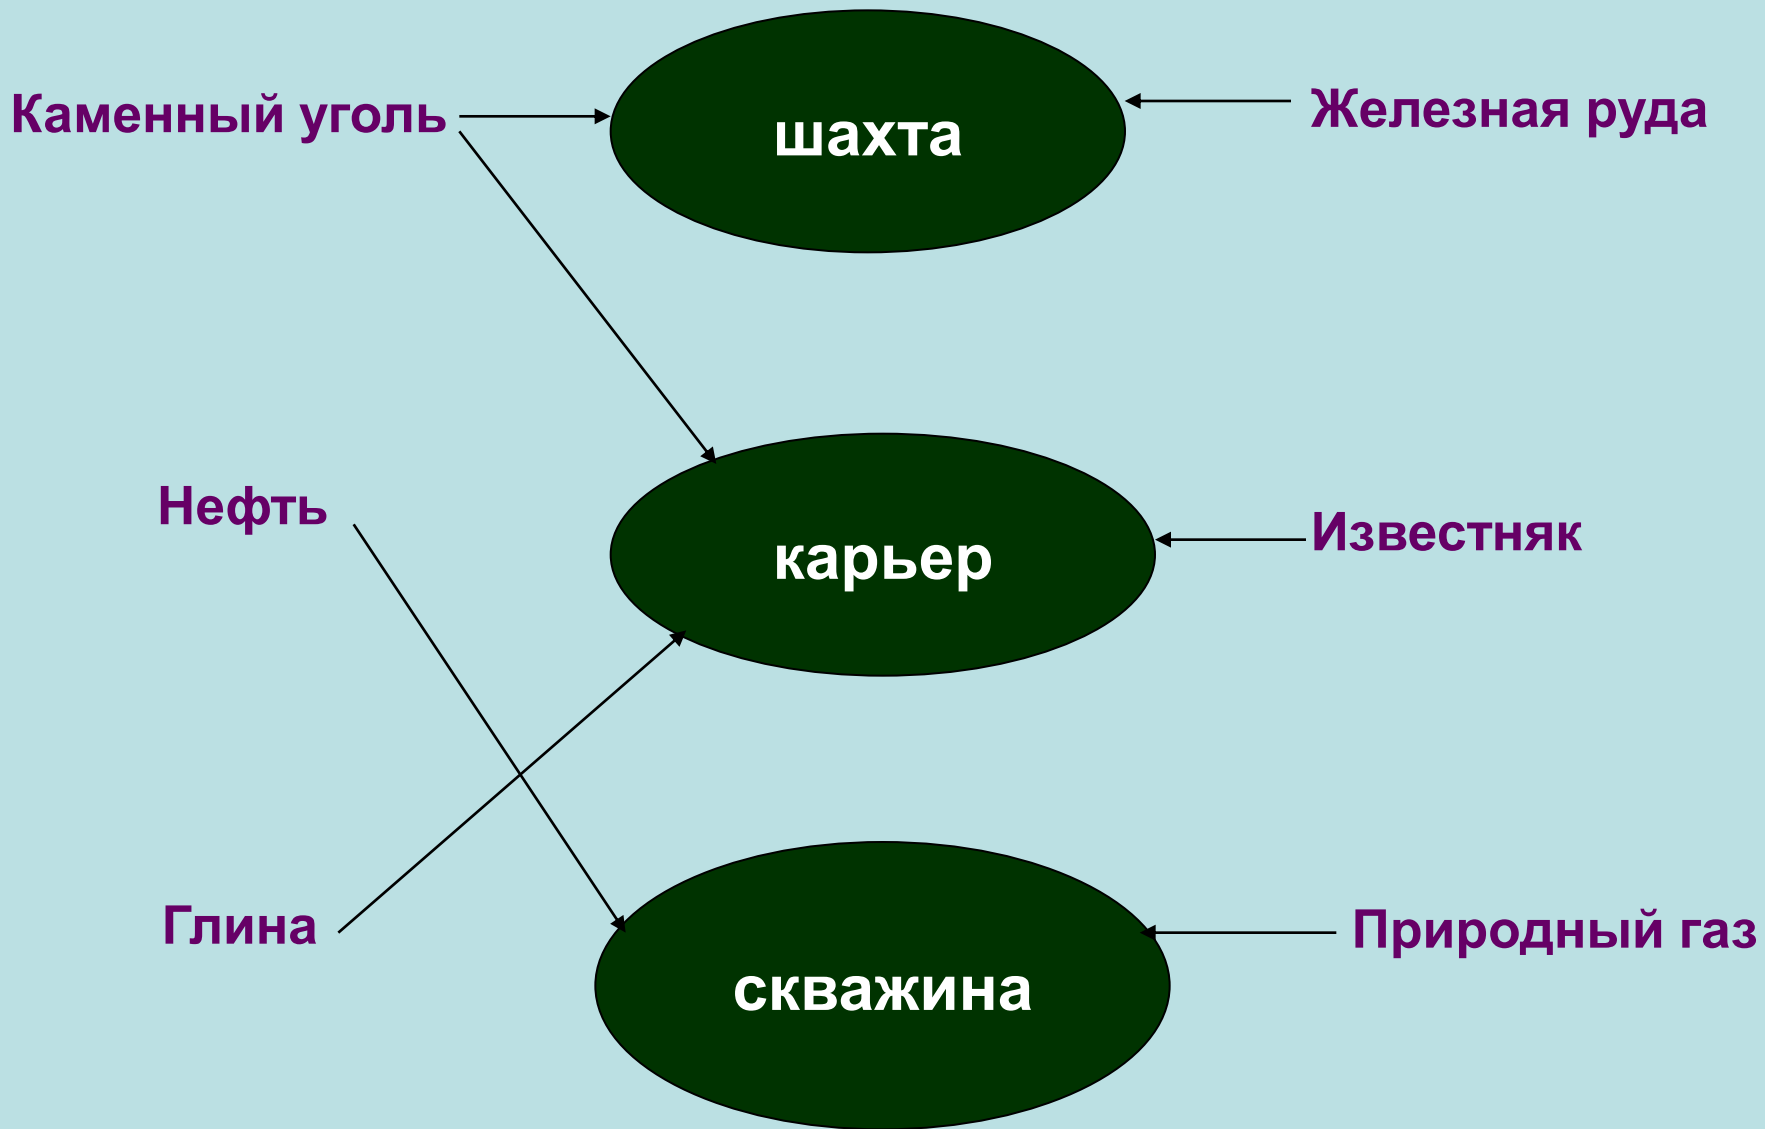 Каменный уголь
шахта
Железная руда
Нефть
карьер
Известняк
Глина
скважина
Природный газ